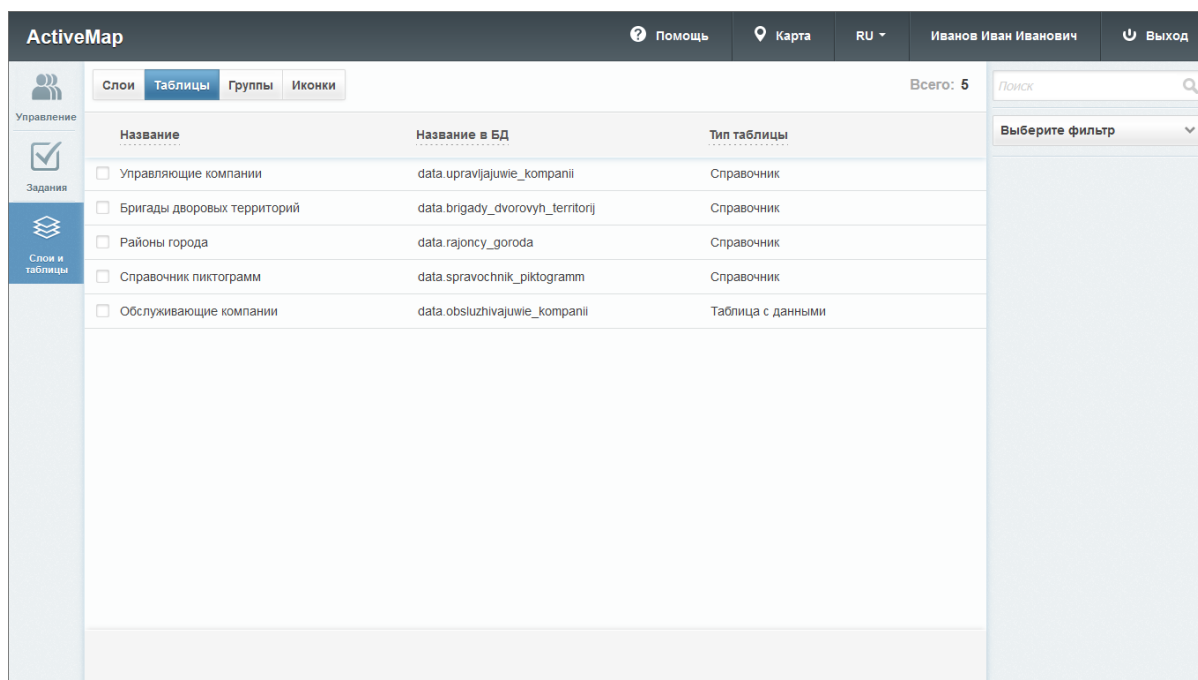 ActiveMap
Помощь
Карта
RU
Иванов Иван Иванович
Выход
Управление
Задания
Слои и
таблицы
Слои Таблицы Группы Иконки
Всего: 5
Название Название в БД Тип таблицы
Управляющие компании data.upravljajuwie_kompanii Справочник
Бригады дворовых территорий data.brigady_dvorovyh_territorij Справочник
Районы города data.rajoncy_goroda Справочник
Справочник пиктограмм data.spravochnik_piktogramm Справочник
Обслуживающие компании data.obsluzhivajuwie_kompanii Таблица с данными
Поиск
Выберите фильтр